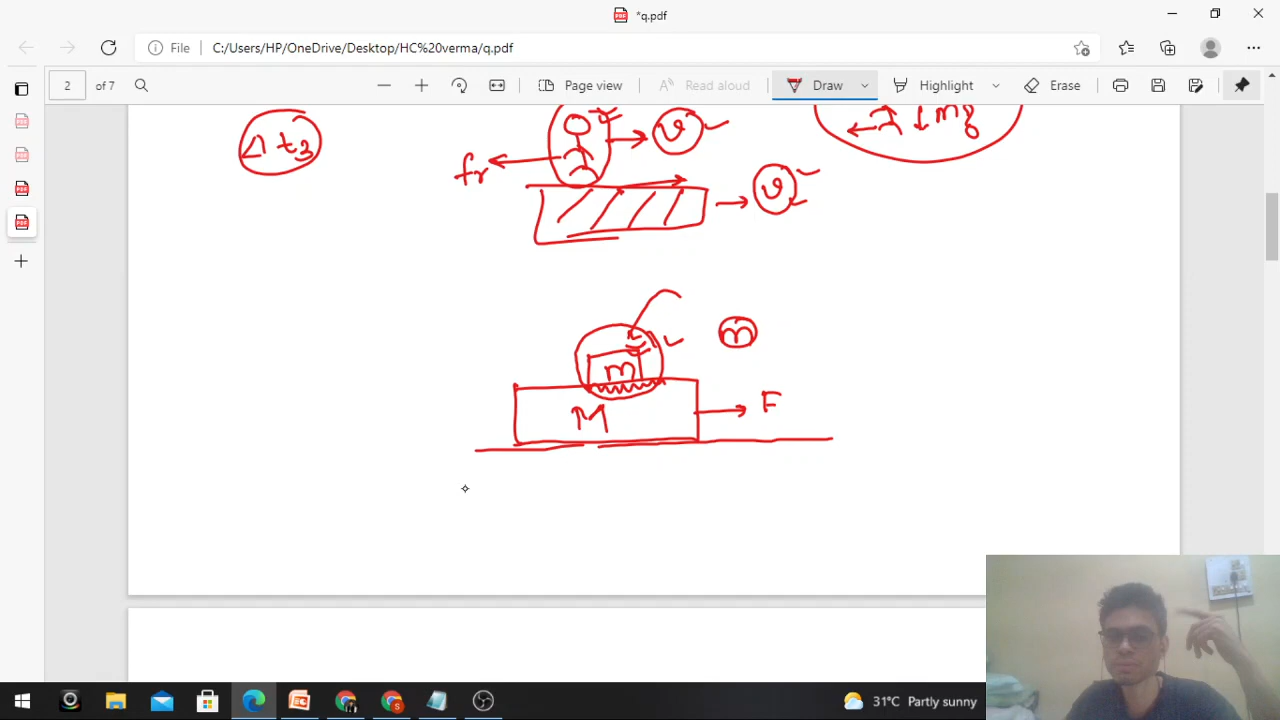 *q.pdf
File C:/Users/HP/OneDrive/Desktop/HC%20verma/q.pdf
2 of 7 Page view Read aloud Draw Highlight Erase
Δt3 fr v v mg
m
m
M F
31°C Partly sunny